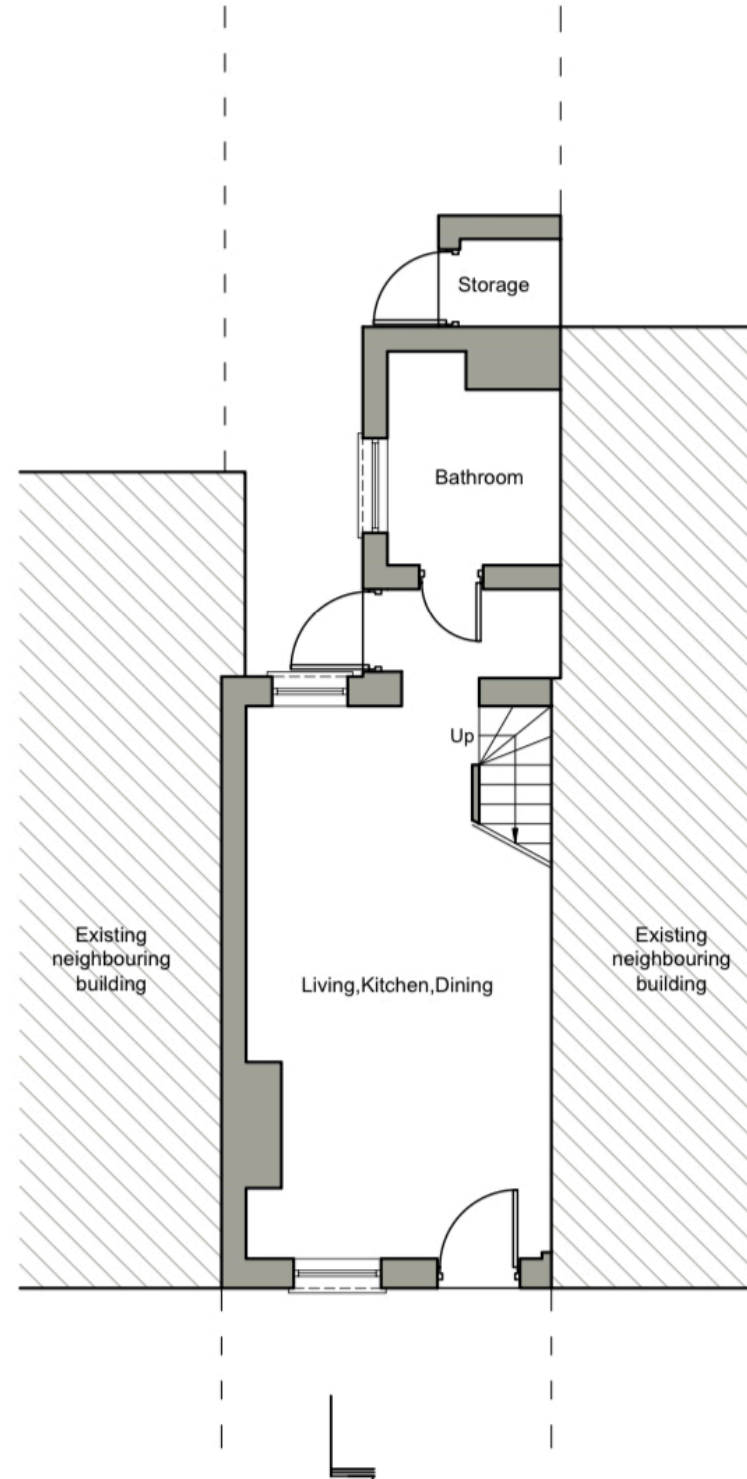 Storage
Bathroom
Up
Existing
neighbouring
building
Living,Kitchen,Dining
Existing
neighbouring
building